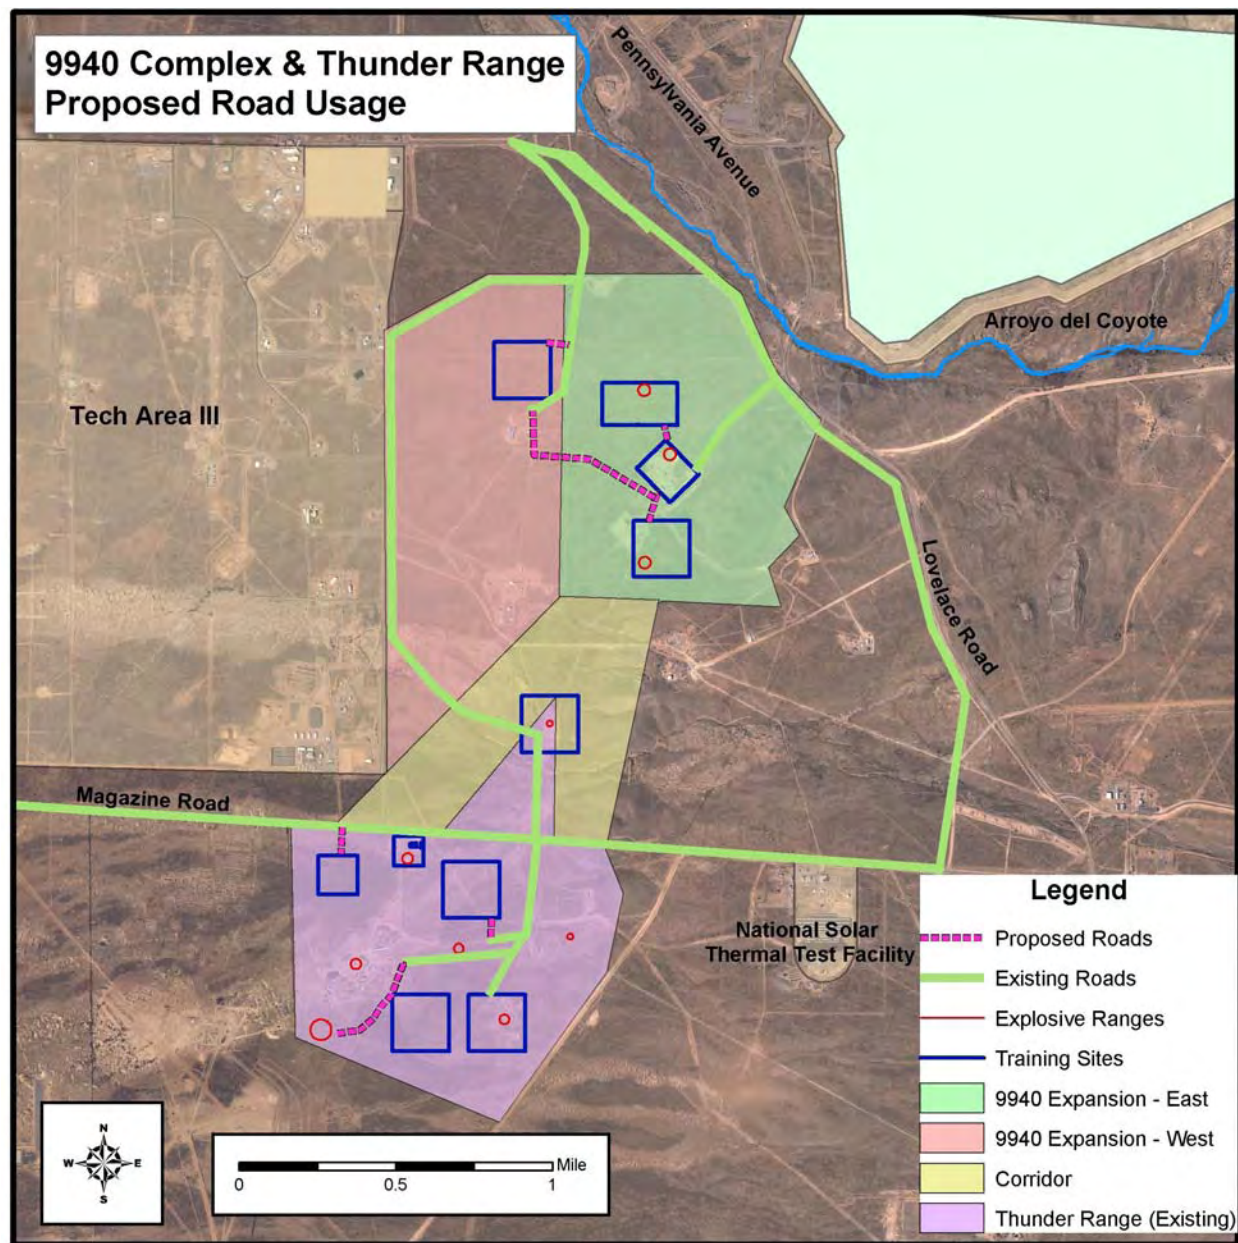 9940 Complex & Thunder Range
Proposed Road Usage
Pennsylvania Avenue
Arroyo del Coyote
Tech Area III
Lovelace Road
Magazine Road
National Solar
Thermal Test Facility
Legend
Proposed Roads
Existing Roads
Explosive Ranges
Training Sites
9940 Expansion - East
9940 Expansion - West
Corridor
Thunder Range (Existing)
N
W E
S
Mile
0 0.5 1